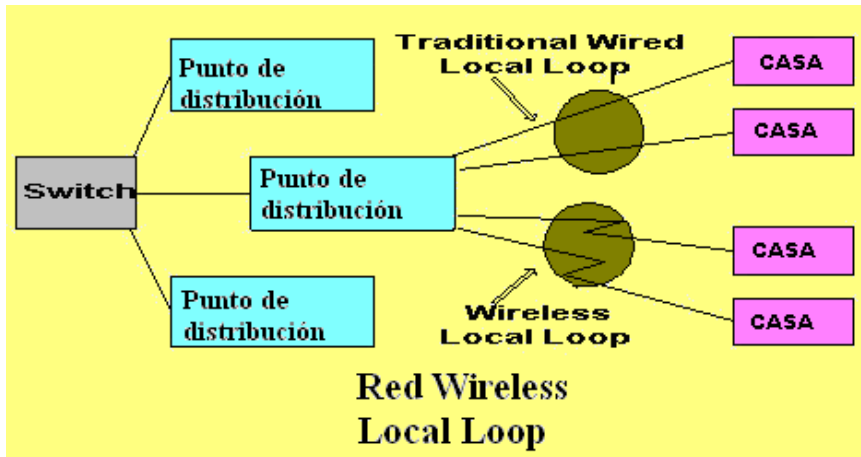 Punto de
distribución
Traditional Wired
Local Loop
CASA
CASA
Switch
Punto de
distribución
CASA
Punto de
distribución
Wireless
Local Loop
CASA
Red Wireless
Local Loop